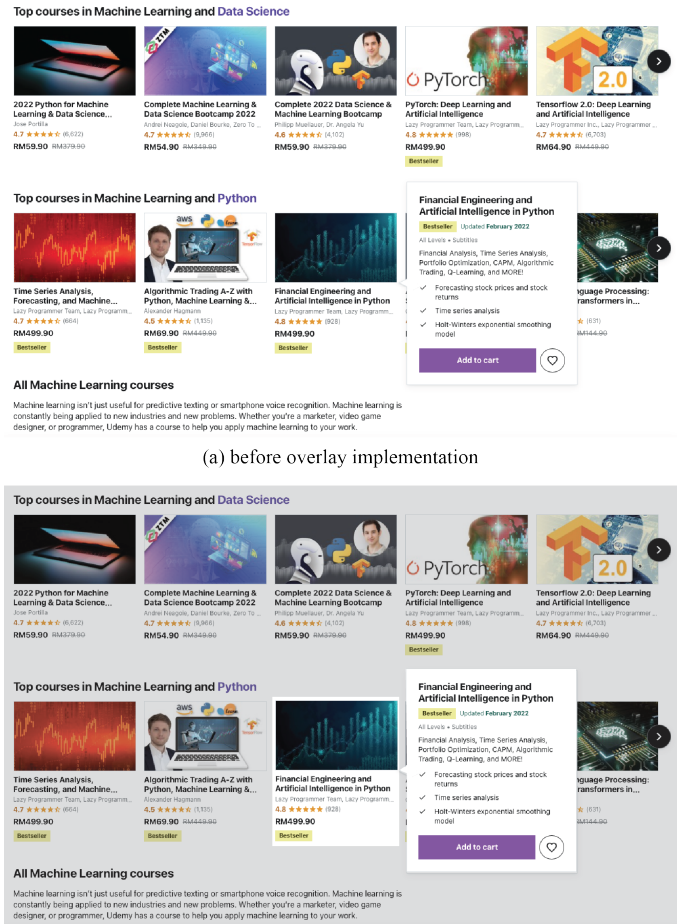 Top courses in Machine Learning and Data Science
ZTM
PyTorch
2.0
2022 Python for Machine
Learning & Data Science...
Jose Portilla
4.7 (6,622)
RM59.90 RM379.90
Complete Machine Learning &
Data Science Bootcamp 2022
Andrei Neagoie, Daniel Bourke, Zero To ...
4.7 (9,966)
RM54.90 RM349.90
Complete 2022 Data Science &
Machine Learning Bootcamp
Philipp Muellauer, Dr. Angela Yu
4.6 (4,102)
RM59.90 RM379.90
PyTorch: Deep Learning and
Artificial Intelligence
Lazy Programmer Team, Lazy Programm...
4.8 (998)
RM499.90
Bestseller
Tensorflow 2.0: Deep Learning
and Artificial Intelligence
Lazy Programmer Inc., Lazy Programmer ...
4.7 (6,703)
RM64.90 RM449.90
Top courses in Machine Learning and Python
aws
Time Series Analysis,
Forecasting, and Machine...
Lazy Programmer Team, Lazy Programm...
4.7 (664)
RM499.90
Bestseller
Algorithmic Trading A-Z with
Python, Machine Learning &...
Alexander Hagmann
4.5 (1,135)
RM69.90 RM349.90
Bestseller
Financial Engineering and
Artificial Intelligence in Python
Lazy Programmer Team, Lazy Programm...
4.8 (928)
RM499.90
Bestseller
Financial Engineering and
Artificial Intelligence in Python
Bestseller Updated February 2022
All Levels • Subtitles
Financial Analysis, Time Series Analysis,
Portfolio Optimization, CAPM, Algorithmic
Trading, Q-Learning, and MORE!
Forecasting stock prices and stock
returns
Time series analysis
Holt-Winters exponential smoothing
model
Add to cart
nguage Processing:
ransformers in...
(631)
RM144.90
All Machine Learning courses
Machine learning isn't just useful for predictive texting or smartphone voice recognition. Machine learning is
constantly being applied to new industries and new problems. Whether you're a marketer, video game
designer, or programmer, Udemy has a course to help you apply machine learning to your work.
(a) before overlay implementation
Top courses in Machine Learning and Data Science
ZTM
PyTorch
2.0
2022 Python for Machine
Learning & Data Science...
Jose Portilla
4.7 (6,622)
RM59.90 RM379.90
Complete Machine Learning &
Data Science Bootcamp 2022
Andrei Neagoie, Daniel Bourke, Zero To ...
4.7 (9,966)
RM54.90 RM349.90
Complete 2022 Data Science &
Machine Learning Bootcamp
Philipp Muellauer, Dr. Angela Yu
4.6 (4,102)
RM59.90 RM379.90
PyTorch: Deep Learning and
Artificial Intelligence
Lazy Programmer Team, Lazy Programm...
4.8 (998)
RM499.90
Bestseller
Tensorflow 2.0: Deep Learning
and Artificial Intelligence
Lazy Programmer Inc., Lazy Programmer ...
4.7 (6,703)
RM64.90 RM449.90
Top courses in Machine Learning and Python
aws
Time Series Analysis,
Forecasting, and Machine...
Lazy Programmer Team, Lazy Programm...
4.7 (664)
RM499.90
Bestseller
Algorithmic Trading A-Z with
Python, Machine Learning &...
Alexander Hagmann
4.5 (1,135)
RM69.90 RM349.90
Bestseller
Financial Engineering and
Artificial Intelligence in Python
Lazy Programmer Team, Lazy Programm...
4.8 (928)
RM499.90
Bestseller
Financial Engineering and
Artificial Intelligence in Python
Bestseller Updated February 2022
All Levels • Subtitles
Financial Analysis, Time Series Analysis,
Portfolio Optimization, CAPM, Algorithmic
Trading, Q-Learning, and MORE!
Forecasting stock prices and stock
returns
Time series analysis
Holt-Winters exponential smoothing
model
Add to cart
nguage Processing:
ransformers in...
(631)
RM144.90
All Machine Learning courses
Machine learning isn't just useful for predictive texting or smartphone voice recognition. Machine learning is
constantly being applied to new industries and new problems. Whether you're a marketer, video game
designer, or programmer, Udemy has a course to help you apply machine learning to your work.